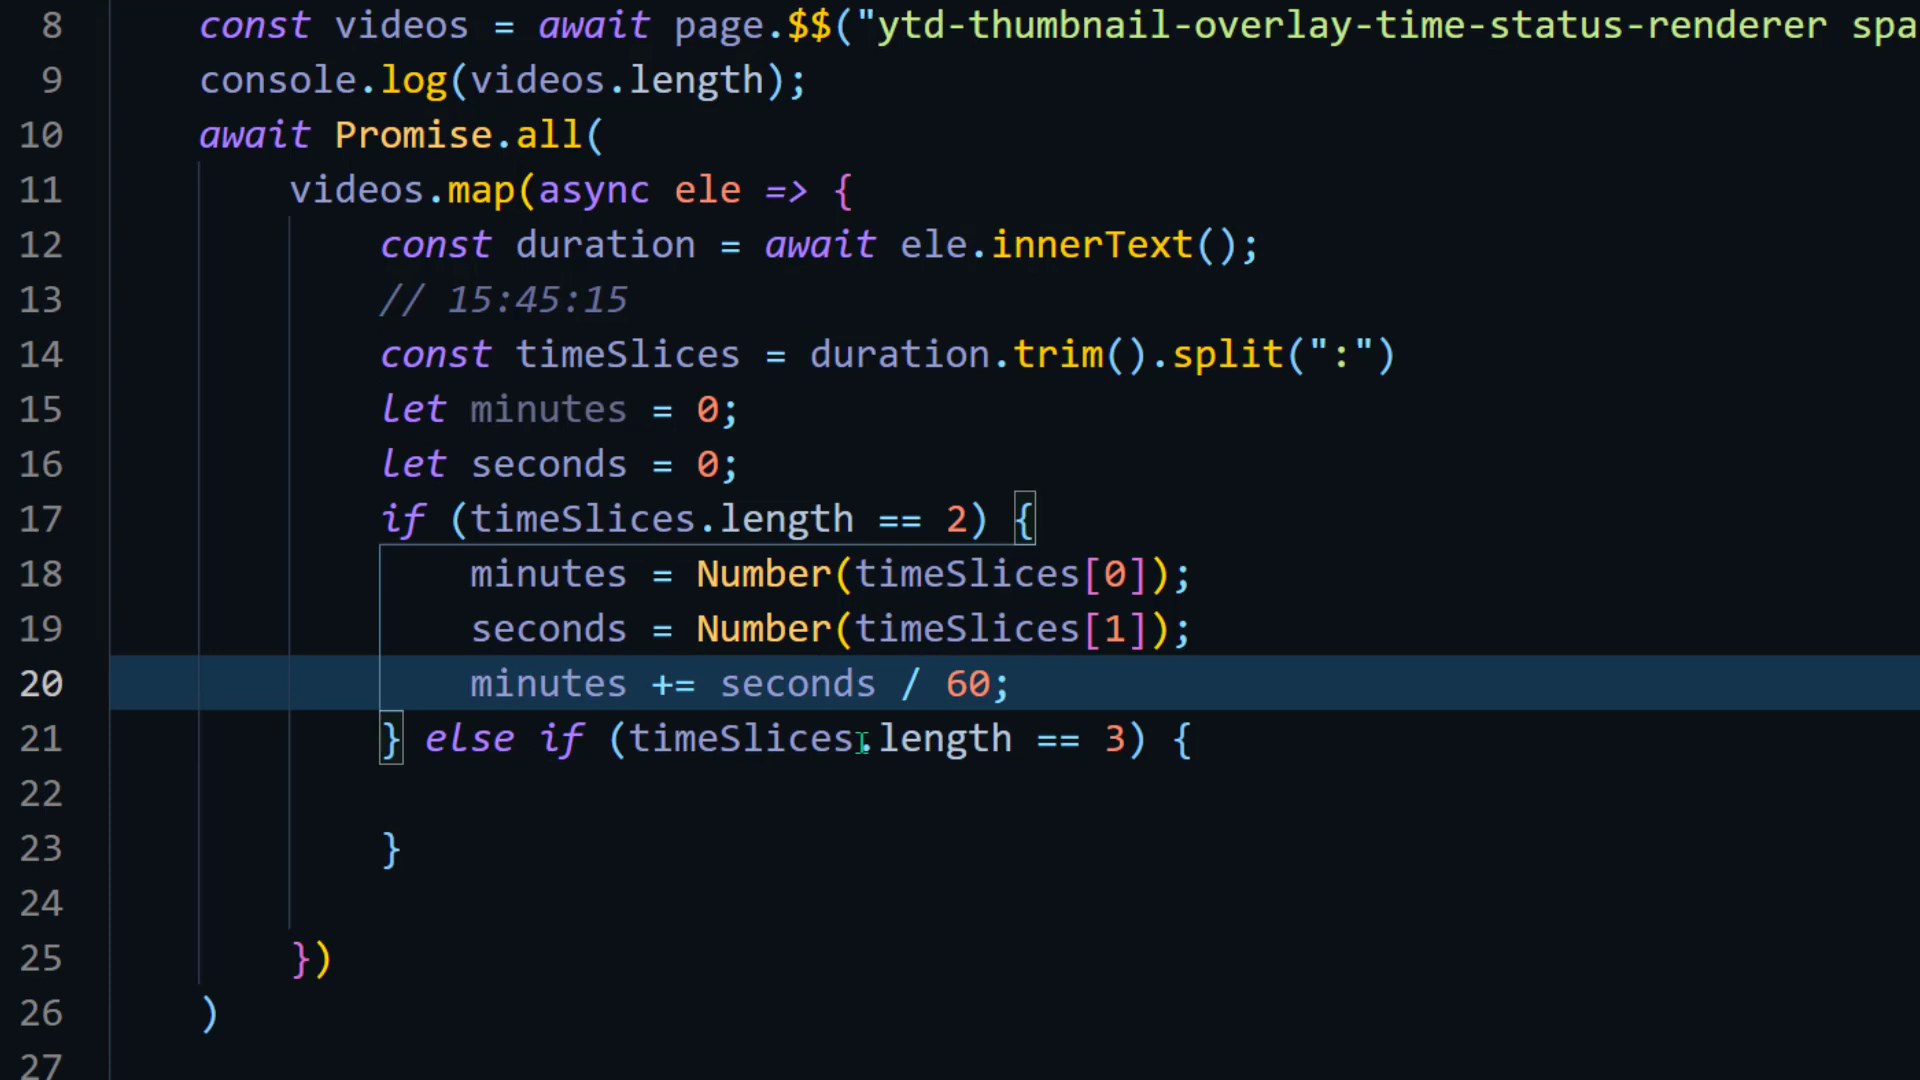 8 const videos = await page.$$("ytd-thumbnail-overlay-time-status-renderer spa
9 console.log(videos.length);
10 await Promise.all(
11 videos.map(async ele => {
12 const duration = await ele.innerText();
13 // 15:45:15
14 const timeSlices = duration.trim().split(":")
15 let minutes = 0;
16 let seconds = 0;
17 if (timeSlices.length == 2) {
18 minutes = Number(timeSlices[0]);
19 seconds = Number(timeSlices[1]);
20 minutes += seconds / 60;
21 } else if (timeSlices.length == 3) {
22
23 }
24
25 })
26 )
27